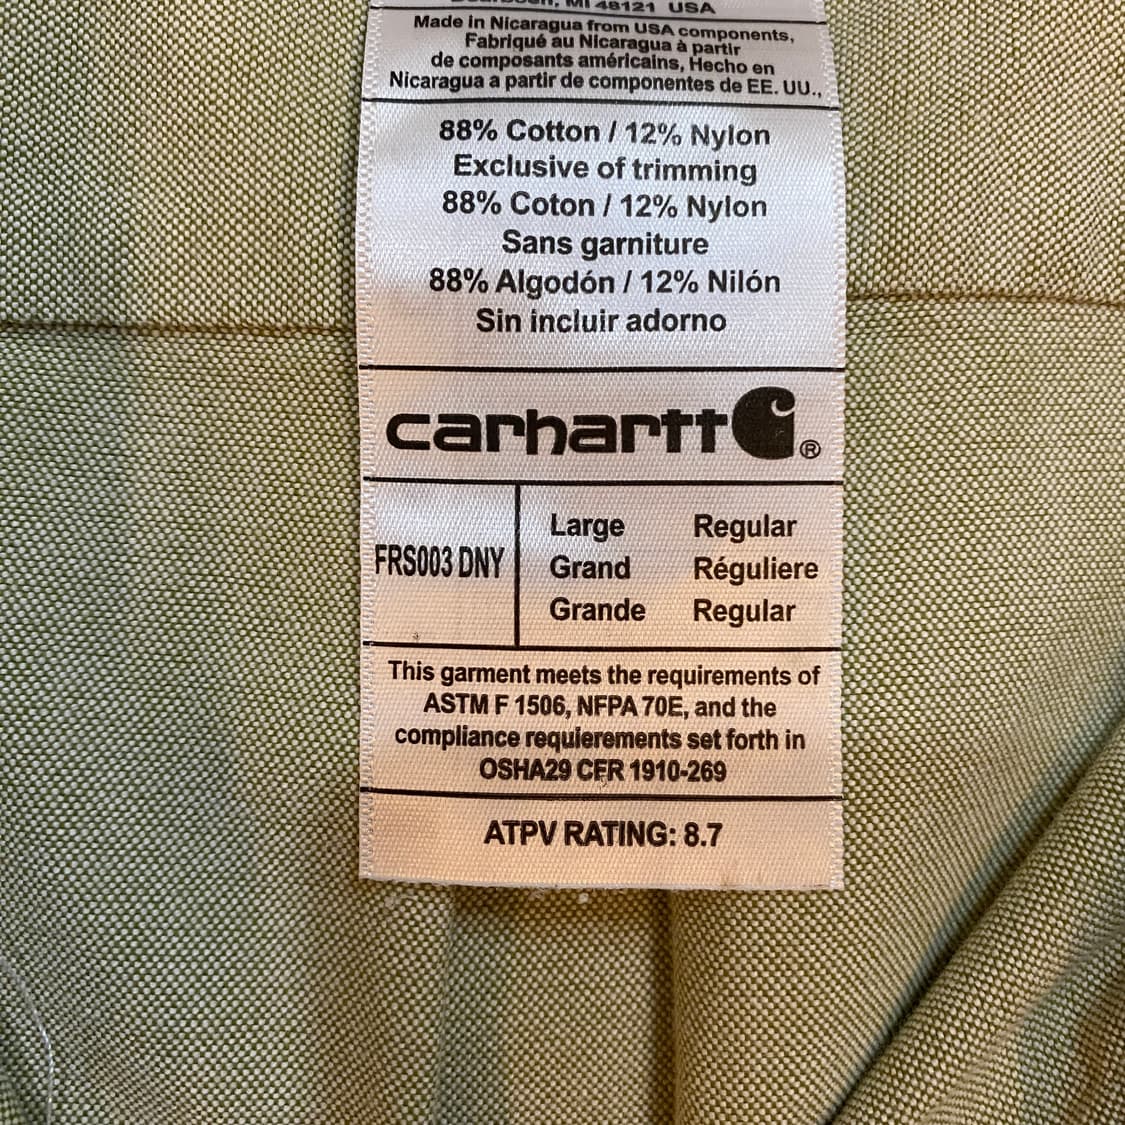 MI 48121 USA
Made in Nicaragua from USA components,
Fabriqué au Nicaragua à partir
de composants américains, Hecho en
Nicaragua a partir de componentes de EE. UU.,
88% Cotton / 12% Nylon
Exclusive of trimming
88% Coton / 12% Nylon
Sans garniture
88% Algodón / 12% Nilón
Sin incluir adorno
carhartt ®
FRS003 DNY
Large Regular
Grand Réguliere
Grande Regular
This garment meets the requirements of
ASTM F 1506, NFPA 70E, and the
compliance requierements set forth in
OSHA29 CFR 1910-269
ATPV RATING: 8.7